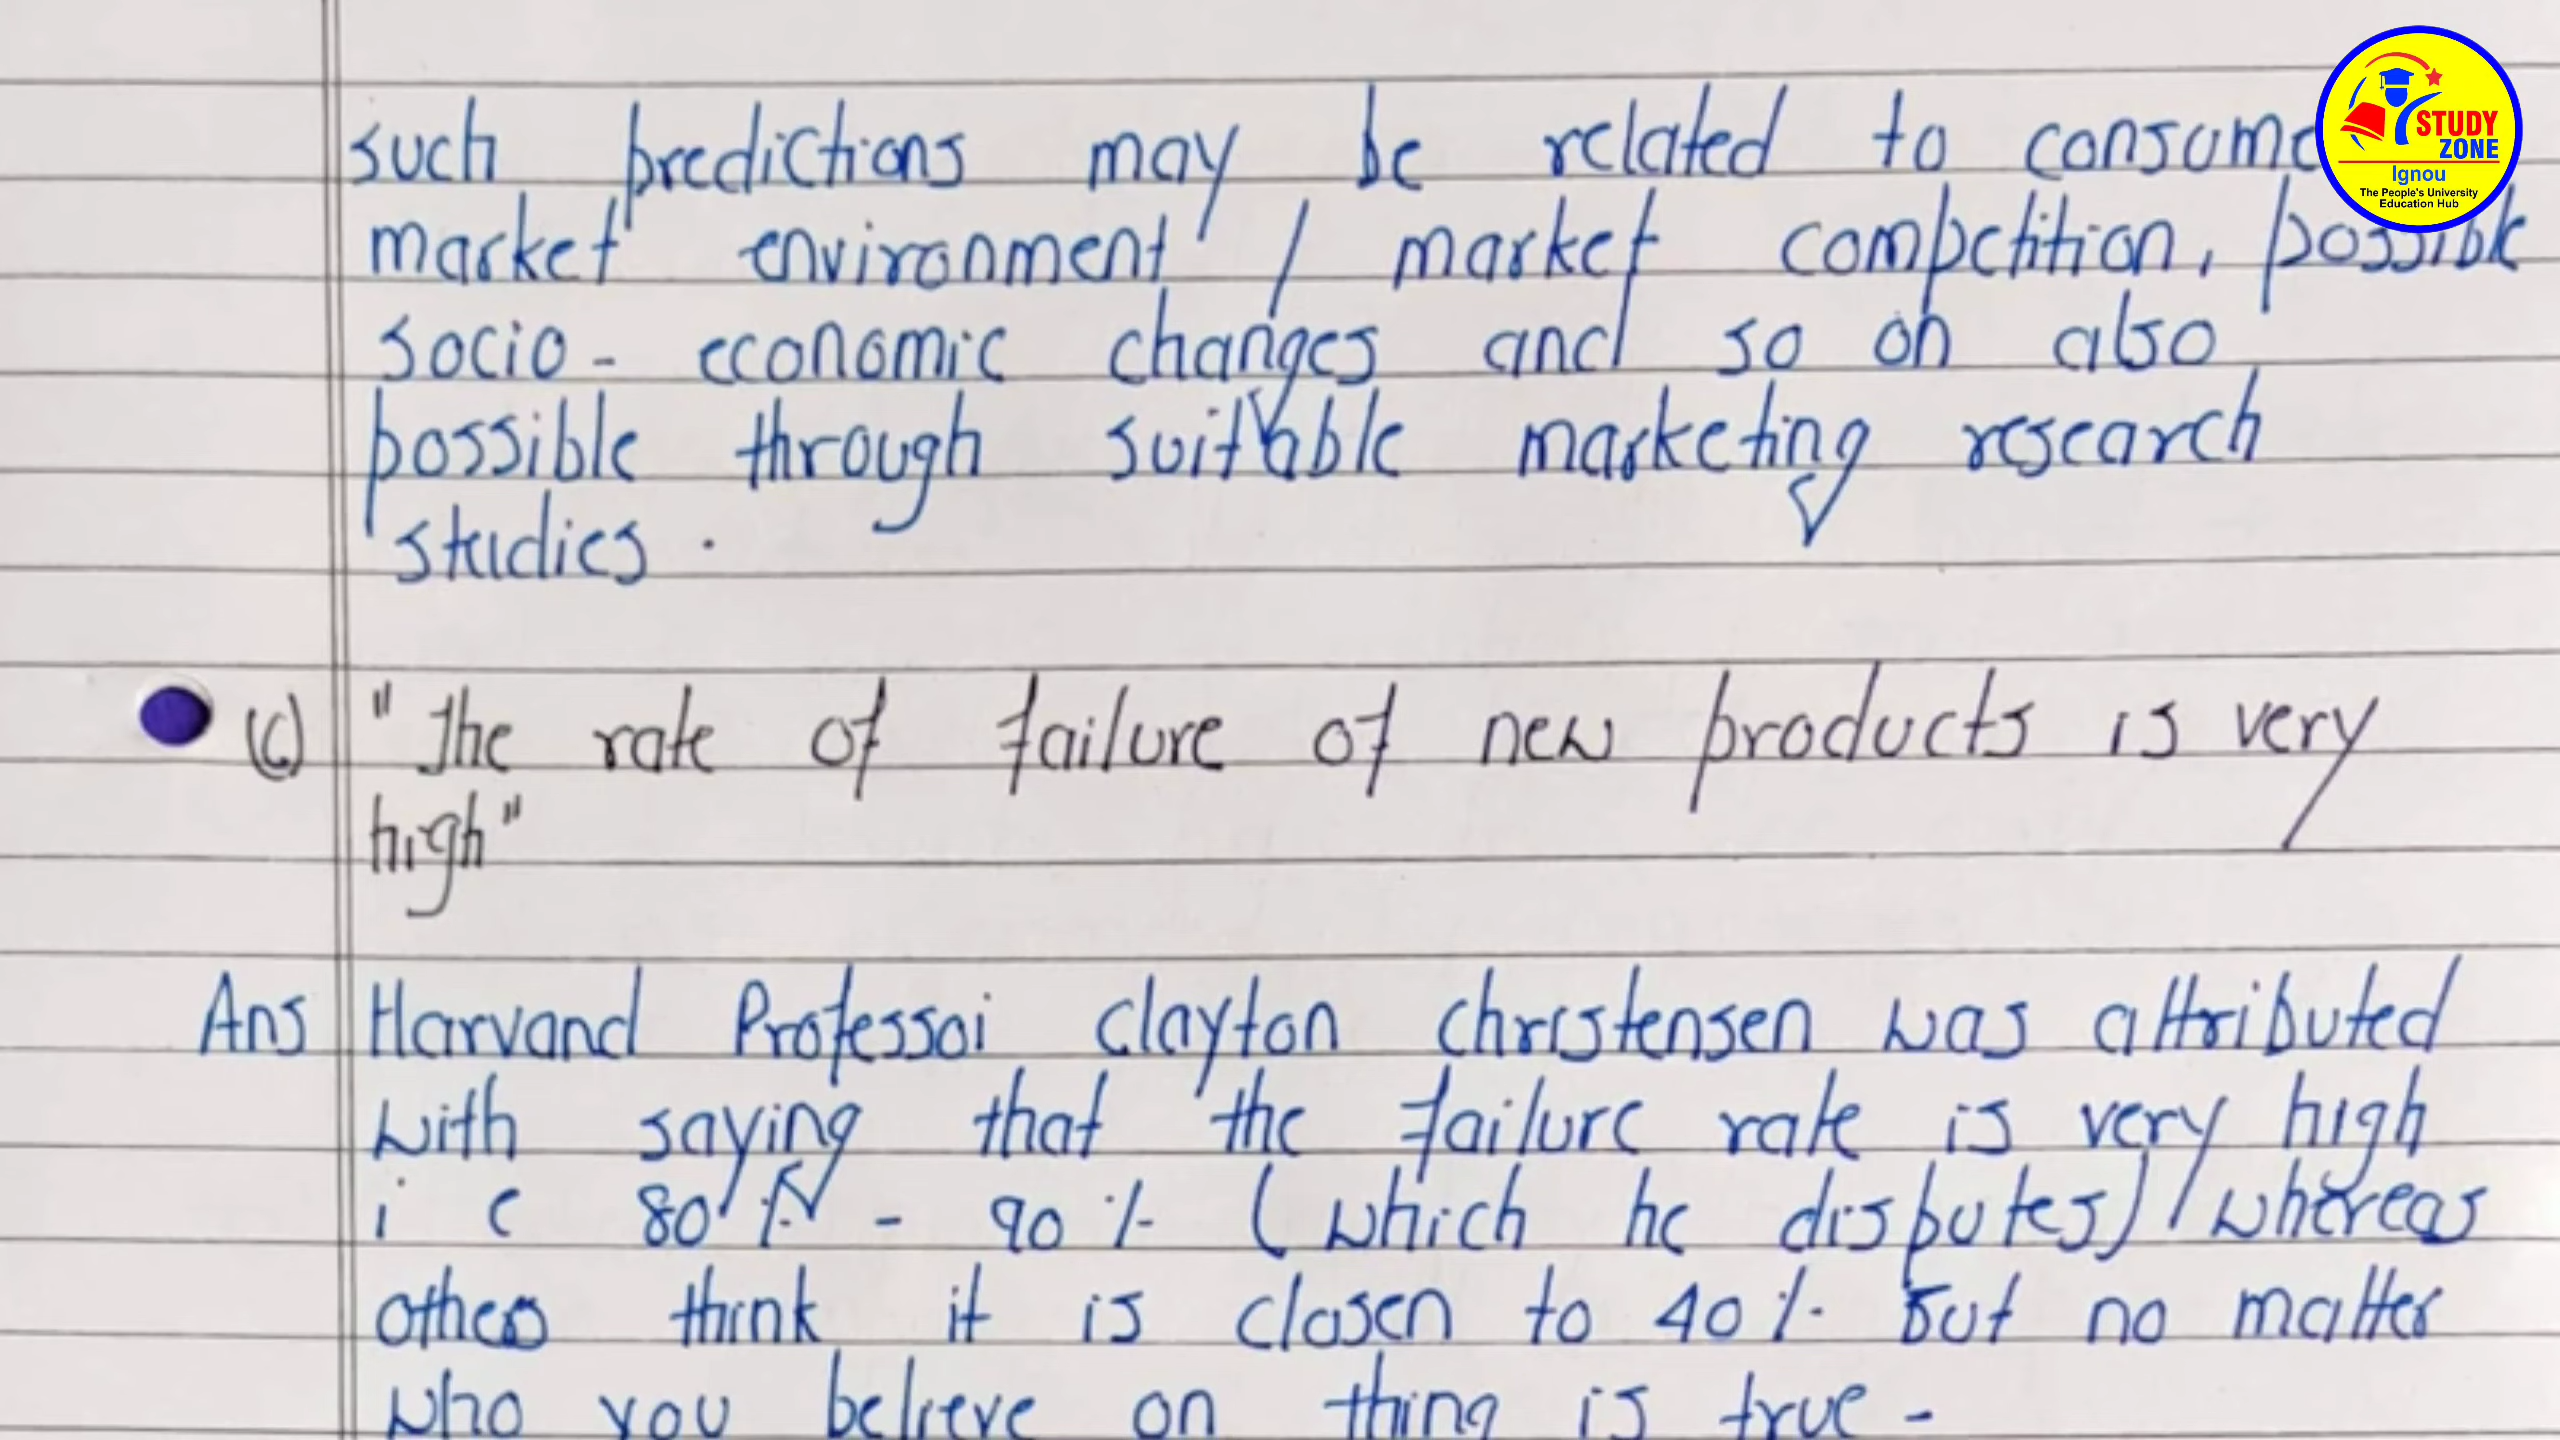 such predictions may be related to consume
market environment / market competition, possible
socio - economic changes and so on also
possible through suitable marketing research
studies .
(c) "The rate of failure of new products is very
high"
Ans Harvand Professoi clayton christensen was attributed
with saying that the failure rate is very high
i e 80% - 90% (which he disputes) / whereas
others think it is closen to 40% But no matter
who you believe on thing is true -
STUDY
ZONE
Ignou
The People's University
Education Hub